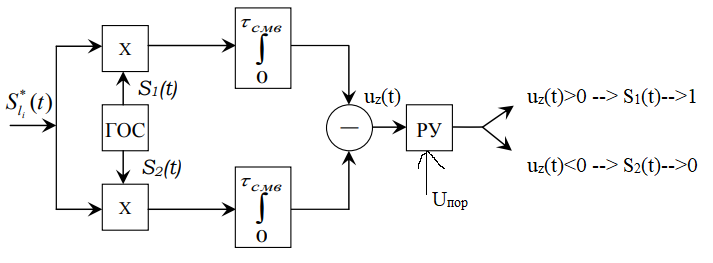 τсмв
∫
0
X
S₁(t)
S*lᵢ(t)
ГОС
S₂(t)
X
τсмв
∫
0
uz(t)
—
РУ
Uпор
uz(t)>0 --> S₁(t)-->1
uz(t)<0 --> S₂(t)-->0